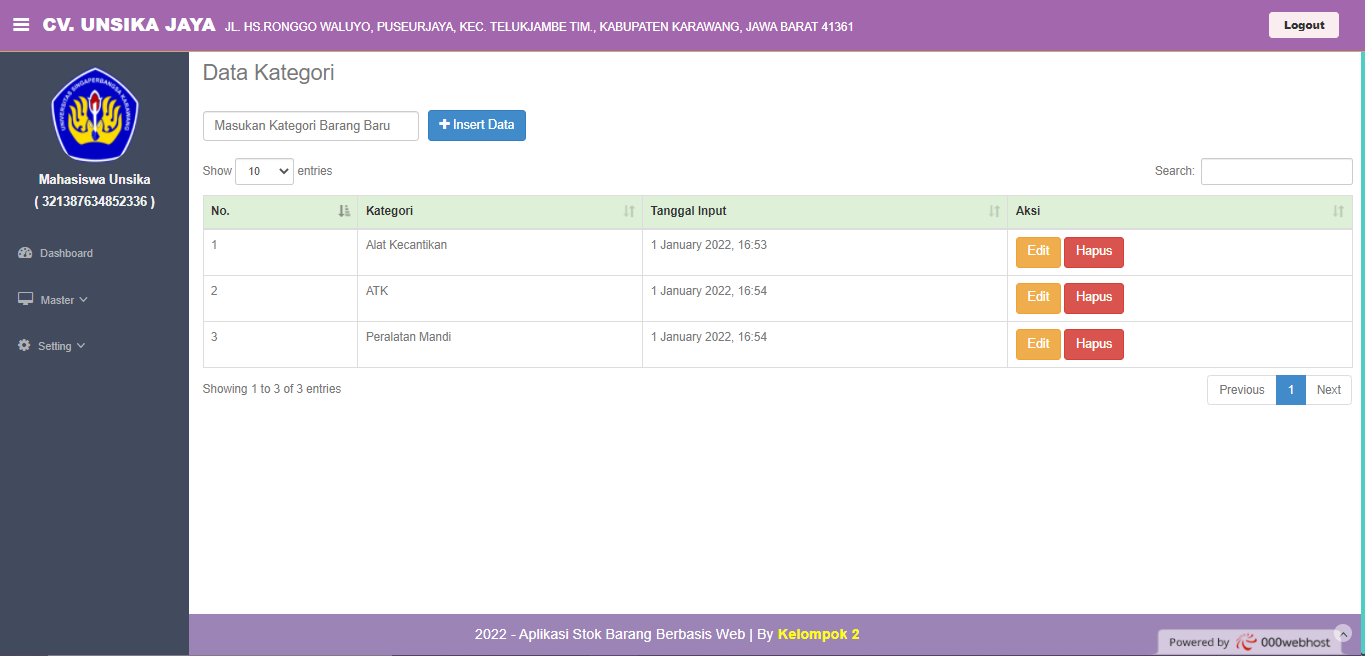 CV. UNSIKA JAYA JL. HS.RONGGO WALUYO, PUSEURJAYA, KEC. TELUKJAMBE TIM., KABUPATEN KARAWANG, JAWA BARAT 41361 Logout
UNIVERSITAS SINGAPERBANGSA KARAWANG
Mahasiswa Unsika
( 321387634852336 )
Dashboard
Master
Setting
Data Kategori
Masukan Kategori Barang Baru Insert Data
Show 10 entries Search:
No. Kategori Tanggal Input Aksi
1 Alat Kecantikan 1 January 2022, 16:53 Edit Hapus
2 ATK 1 January 2022, 16:54 Edit Hapus
3 Peralatan Mandi 1 January 2022, 16:54 Edit Hapus
Showing 1 to 3 of 3 entries Previous 1 Next
2022 - Aplikasi Stok Barang Berbasis Web | By Kelompok 2
Powered by 000webhost